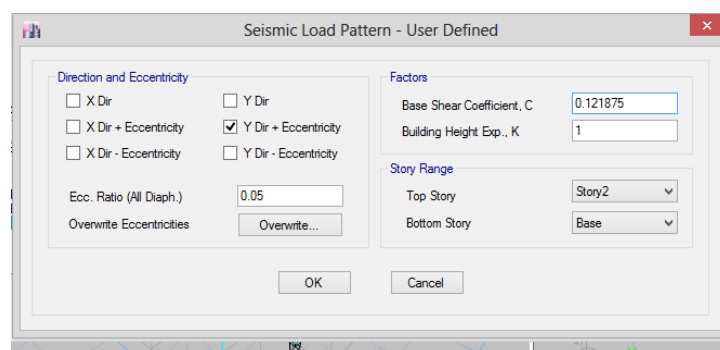 Seismic Load Pattern - User Defined
Direction and Eccentricity
X Dir
Y Dir
X Dir + Eccentricity
Y Dir + Eccentricity
X Dir - Eccentricity
Y Dir - Eccentricity
Ecc. Ratio (All Diaph.)
0.05
Overwrite Eccentricities
Overwrite...
Factors
Base Shear Coefficient, C
0.121875
Building Height Exp., K
1
Story Range
Top Story
Story2
Bottom Story
Base
OK
Cancel